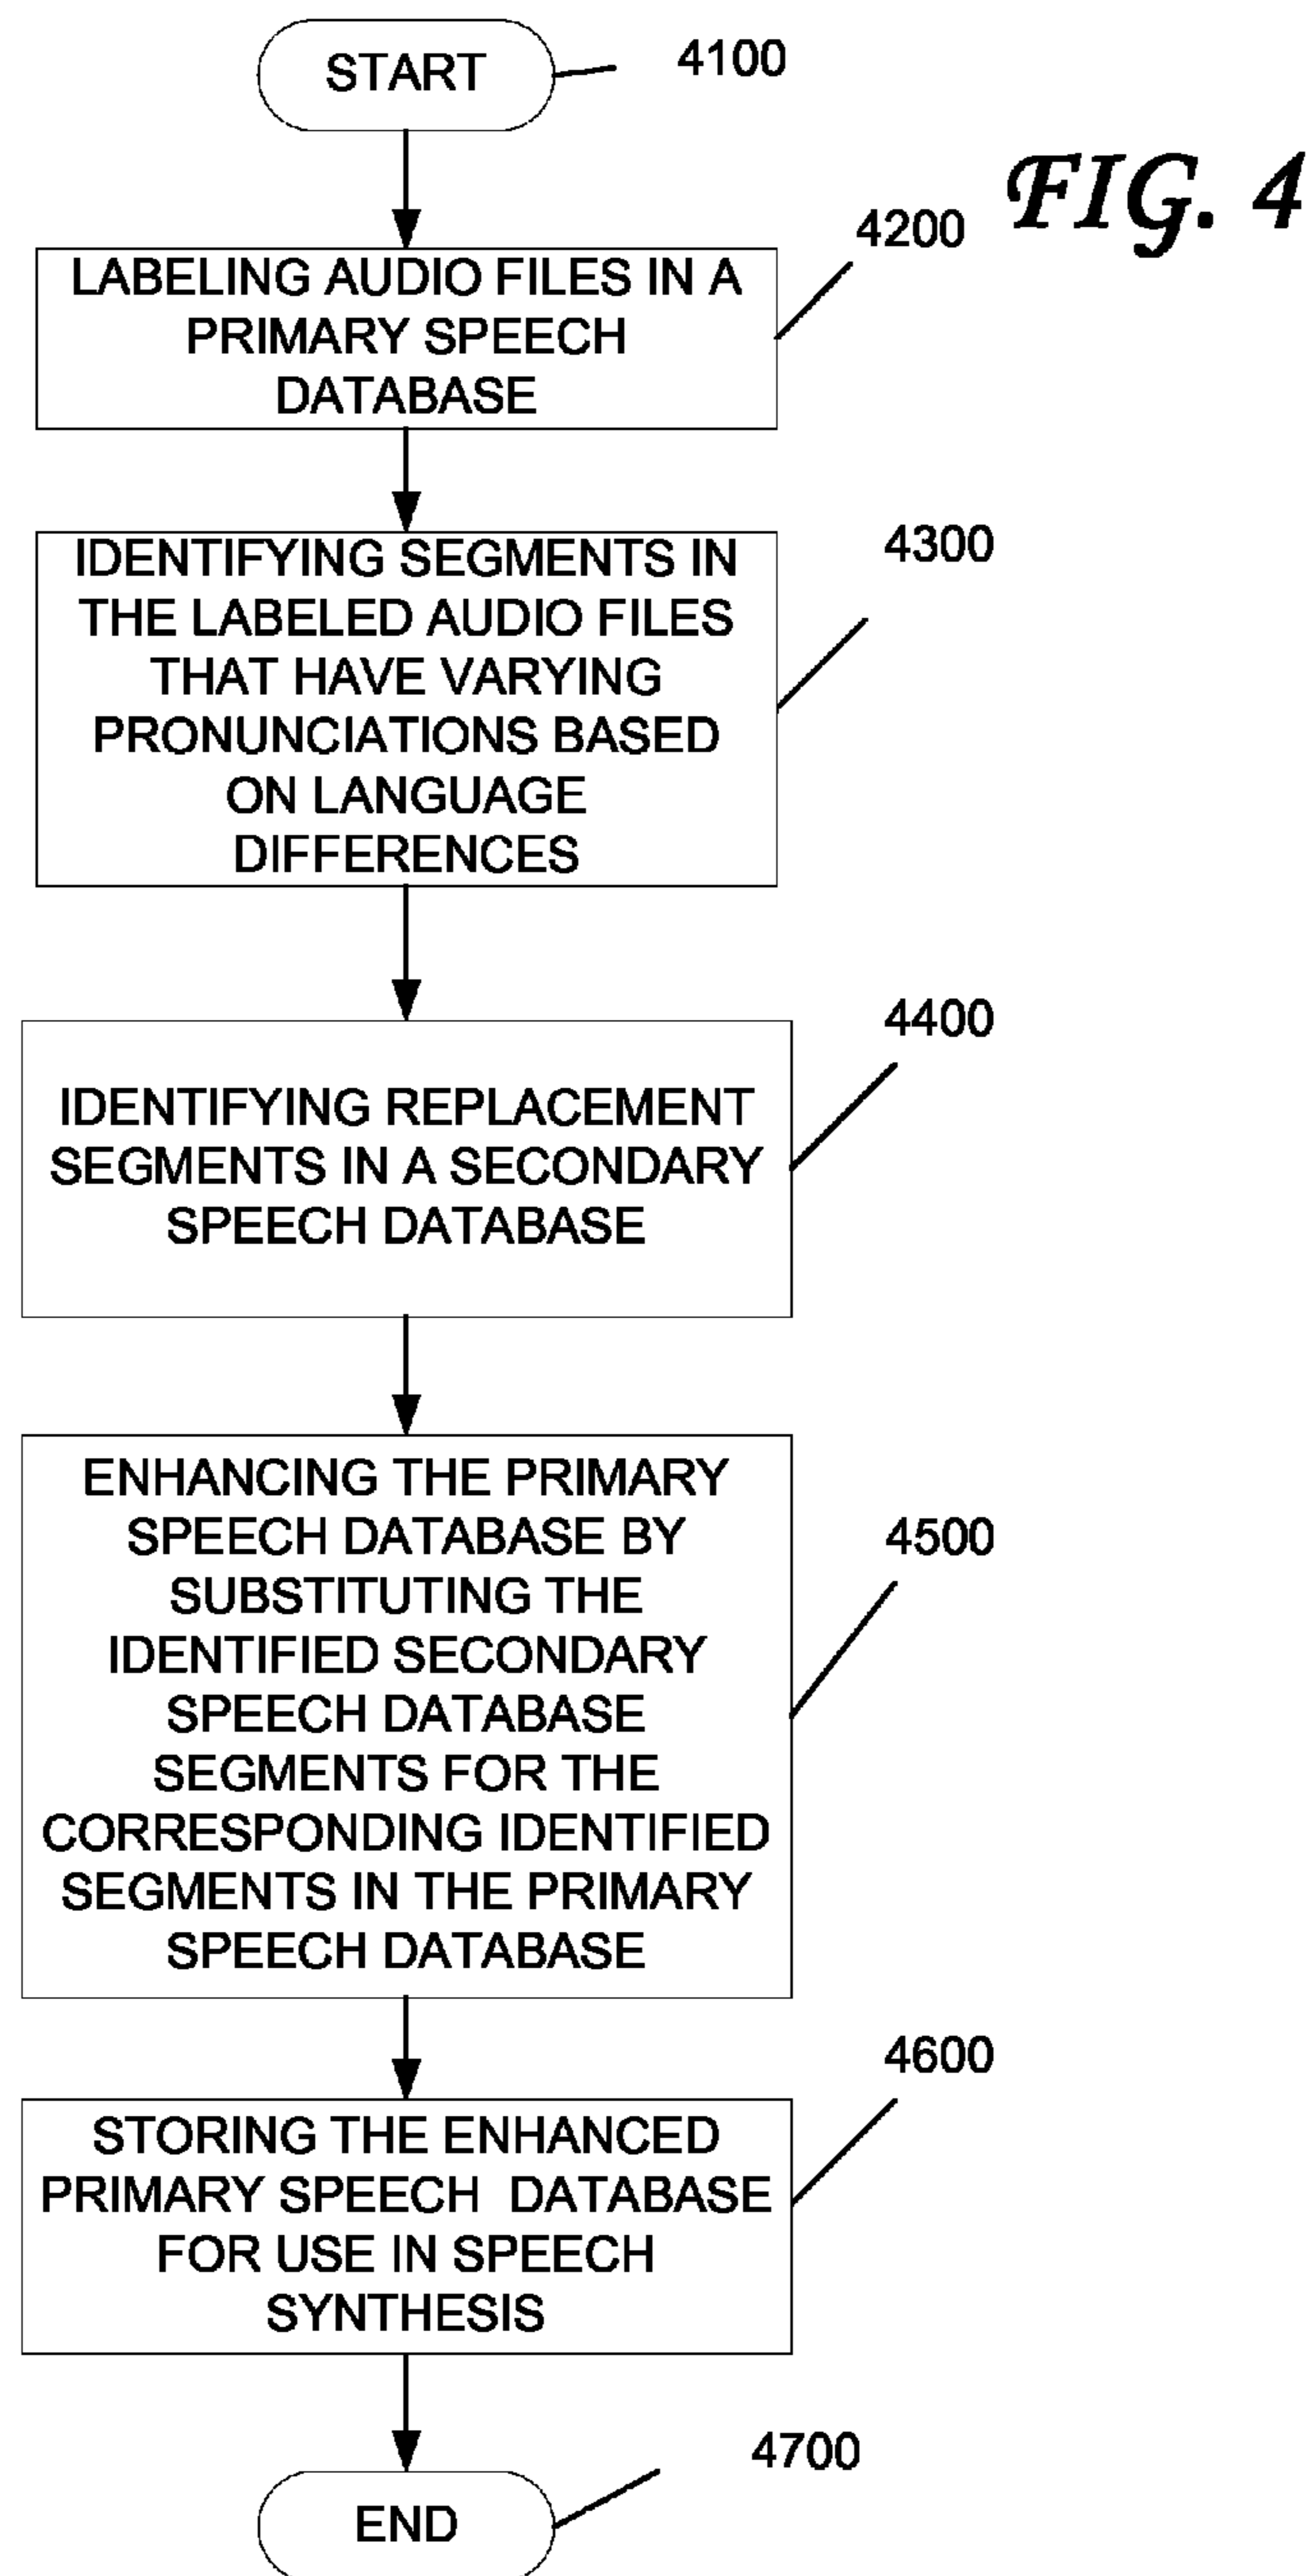 START
4100
FIG. 4
4200
LABELING AUDIO FILES IN A
PRIMARY SPEECH
DATABASE
4300
IDENTIFYING SEGMENTS IN
THE LABELED AUDIO FILES
THAT HAVE VARYING
PRONUNCIATIONS BASED
ON LANGUAGE
DIFFERENCES
4400
IDENTIFYING REPLACEMENT
SEGMENTS IN A SECONDARY
SPEECH DATABASE
4500
ENHANCING THE PRIMARY
SPEECH DATABASE BY
SUBSTITUTING THE
IDENTIFIED SECONDARY
SPEECH DATABASE
SEGMENTS FOR THE
CORRESPONDING IDENTIFIED
SEGMENTS IN THE PRIMARY
SPEECH DATABASE
4600
STORING THE ENHANCED
PRIMARY SPEECH DATABASE
FOR USE IN SPEECH
SYNTHESIS
4700
END